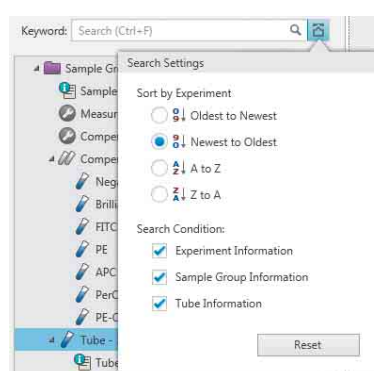 Keyword: Search (Ctrl+F)
Sample Gr
Search Settings
Sample
Measur
Compe
Compe
Nega
Brilli
FITC
PE
APC
PerC
PE-C
Tube -
Tube
Sort by Experiment
Oldest to Newest
Newest to Oldest
A to Z
Z to A
Search Condition:
Experiment Information
Sample Group Information
Tube Information
Reset